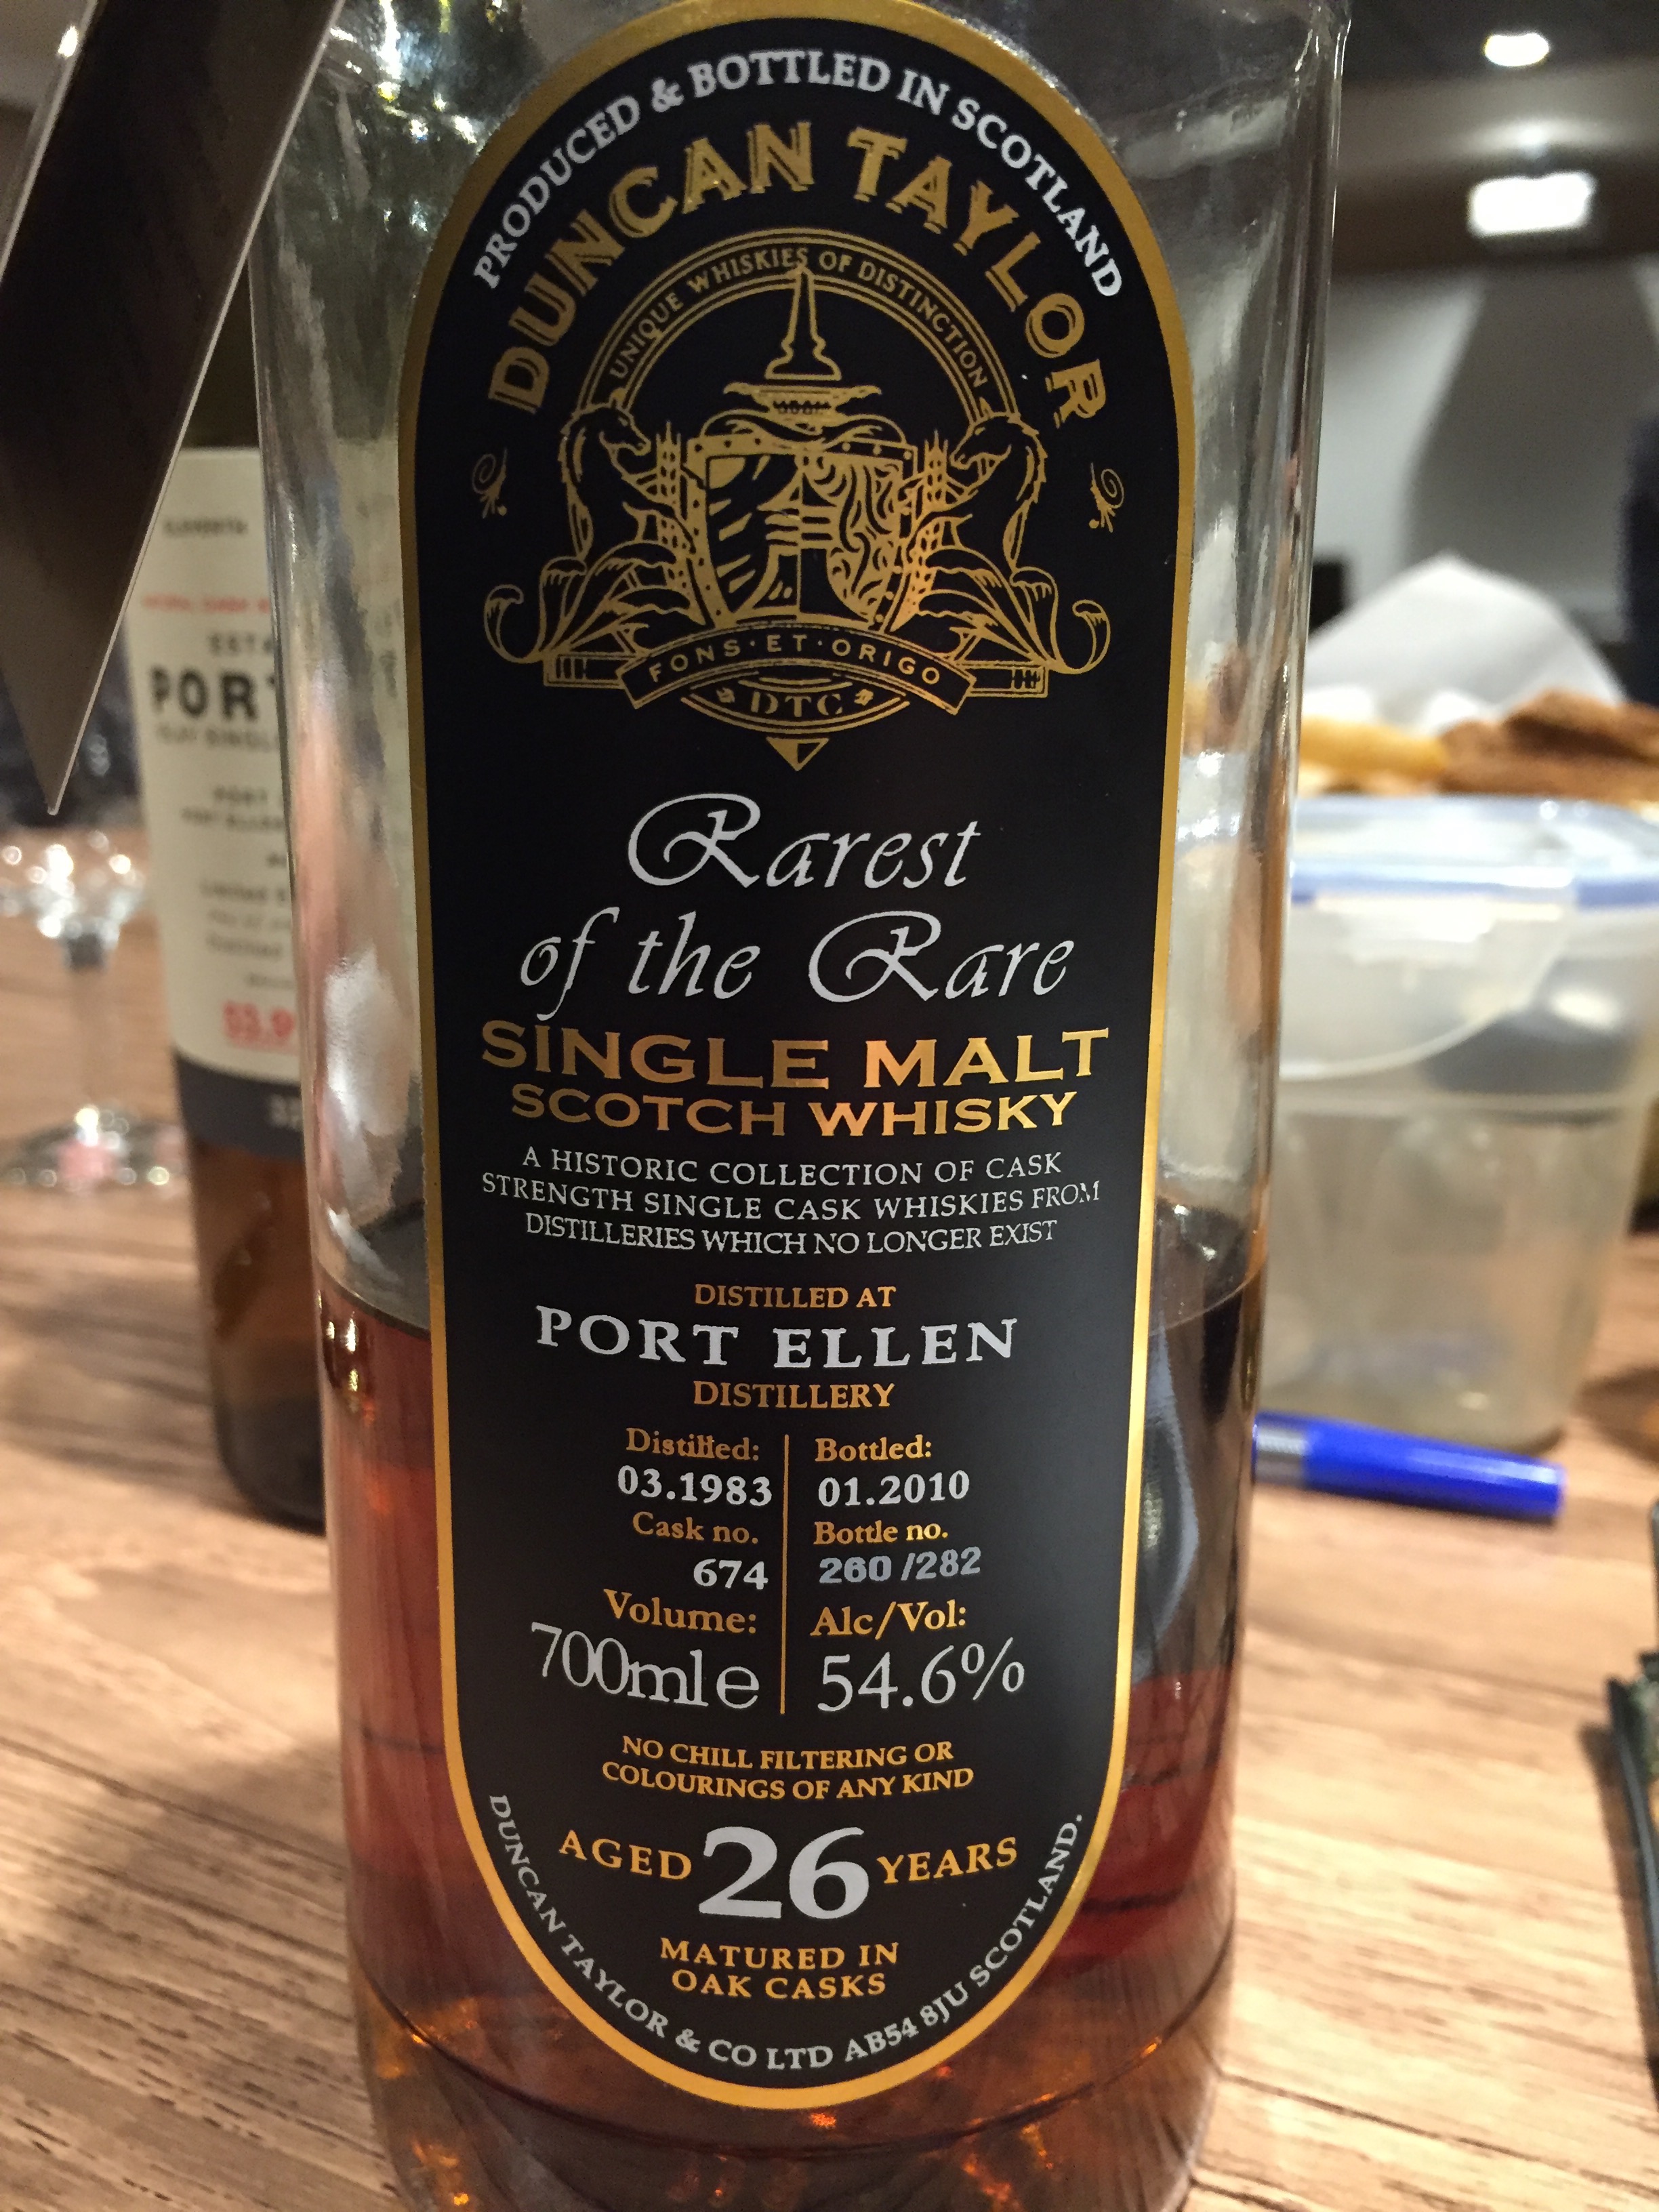 PRODUCED & BOTTLED IN SCOTLAND
DUNCAN TAYLOR
UNIQUE WHISKIES OF DISTINCTION
FONS·ET·ORIGO
DTC
Rarest
of the Rare
SINGLE MALT
SCOTCH WHISKY
A HISTORIC COLLECTION OF CASK
STRENGTH SINGLE CASK WHISKIES FROM
DISTILLERIES WHICH NO LONGER EXIST
DISTILLED AT
PORT ELLEN
DISTILLERY
Distilled: Bottled:
03.1983 01.2010
Cask no. Bottle no.
674 260 /282
Volume: Alc/Vol:
700ml e 54.6%
NO CHILL FILTERING OR
COLOURINGS OF ANY KIND
AGED 26 YEARS
MATURED IN
OAK CASKS
DUNCAN TAYLOR & CO LTD AB54 8JU SCOTLAND.
PORT
PORT
53.9